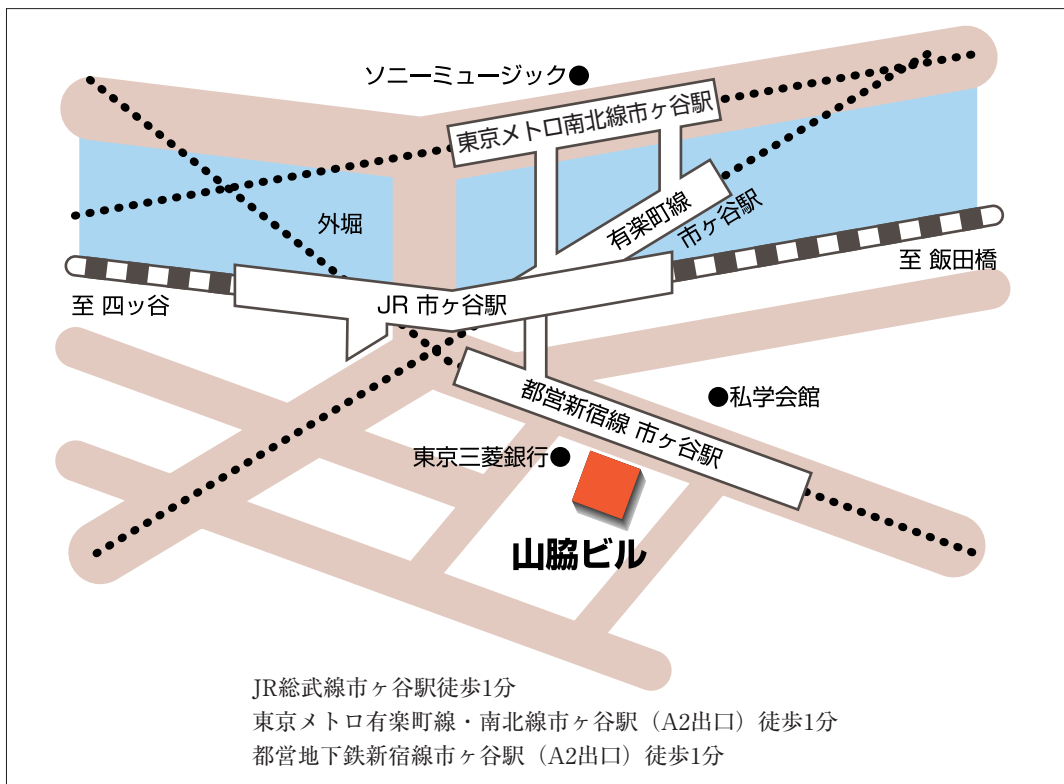 ソニーミュージック●
東京メトロ南北線市ヶ谷駅
有楽町線
市ヶ谷駅
外堀
至 飯田橋
至 四ッ谷
JR 市ヶ谷駅
●私学会館
都営新宿線 市ヶ谷駅
東京三菱銀行●
山脇ビル
JR総武線市ヶ谷駅徒歩1分
東京メトロ有楽町線・南北線市ヶ谷駅（A2出口）徒歩1分
都営地下鉄新宿線市ヶ谷駅（A2出口）徒歩1分